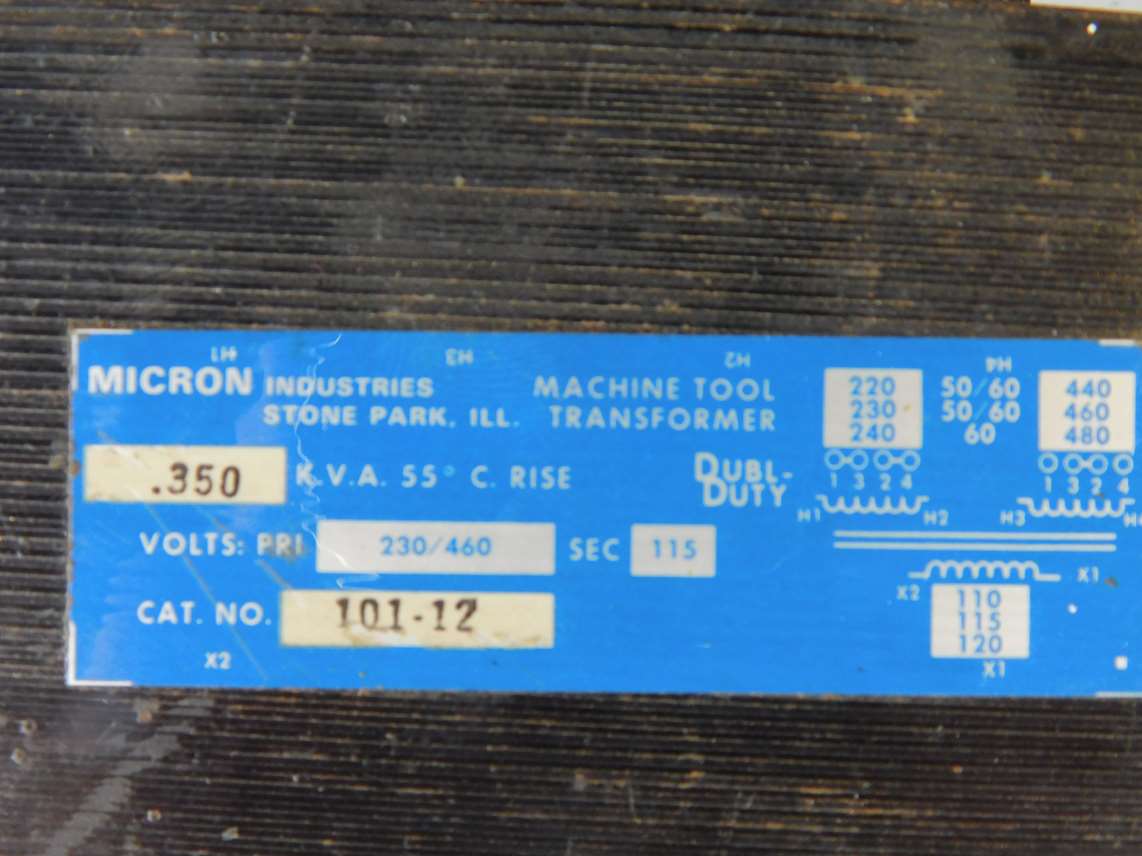 H1 H3 H2 H4
MICRON INDUSTRIES
STONE PARK, ILL.
MACHINE TOOL
TRANSFORMER
220 50/60 440
230 50/60 460
240 60 480
1 3 2 4 1 3 2 4
.350 K.V.A. 55° C. RISE
DUBL-
DUTY
H1 H2 H3 H4
VOLTS: PRI. 230/460 SEC 115
X2 X1
CAT. NO. 101-12
110
115
120
X2 X1